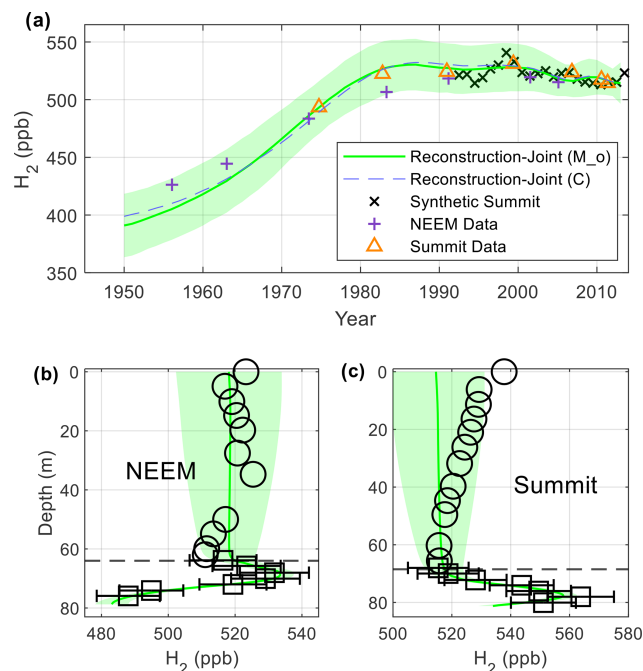 (a)
550
500
450
400
350
H₂ (ppb)
Reconstruction-Joint (M_o)
Reconstruction-Joint (C)
Synthetic Summit
NEEM Data
Summit Data
1950 1960 1970 1980 1990 2000 2010
Year
(b)
0
20
40
60
80
Depth (m)
NEEM
480 500 520 540
H₂ (ppb)
(c)
0
20
40
60
80
Summit
500 520 540 560 580
H₂ (ppb)